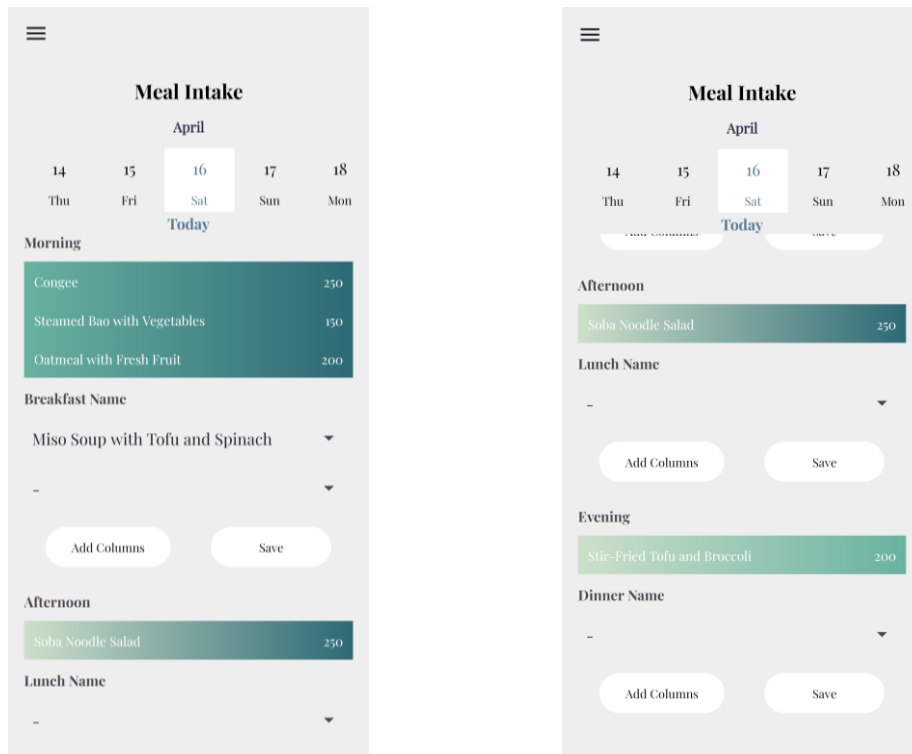 Meal Intake
April
14 15 16 17 18
Thu Fri Sat Sun Mon
Today
Morning
Congee 250
Steamed Bao with Vegetables 150
Oatmeal with Fresh Fruit 200
Breakfast Name
Miso Soup with Tofu and Spinach
-
Add Columns Save
Afternoon
Soba Noodle Salad 250
Lunch Name
-
Meal Intake
April
14 15 16 17 18
Thu Fri Sat Sun Mon
Today
Add Columns Save
Afternoon
Soba Noodle Salad 250
Lunch Name
-
Add Columns Save
Evening
Stir-Fried Tofu and Broccoli 200
Dinner Name
-
Add Columns Save